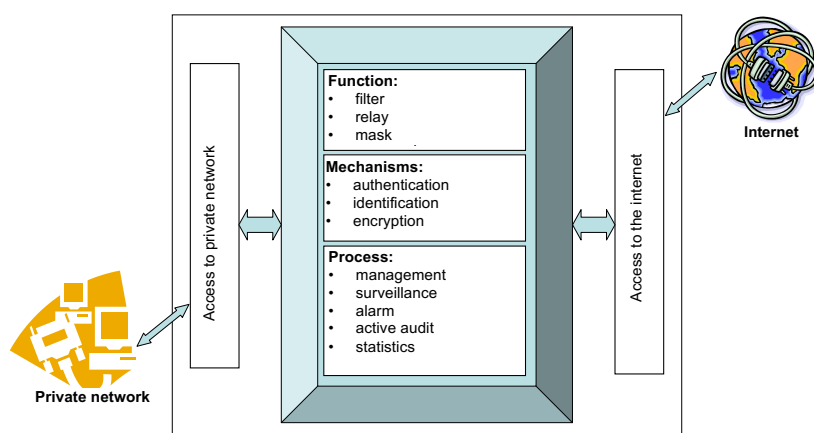 Function:
• filter
• relay
• mask
Mechanisms:
• authentication
• identification
• encryption
Process:
• management
• surveillance
• alarm
• active audit
• statistics
Access to private network
Access to the internet
Internet
Private network